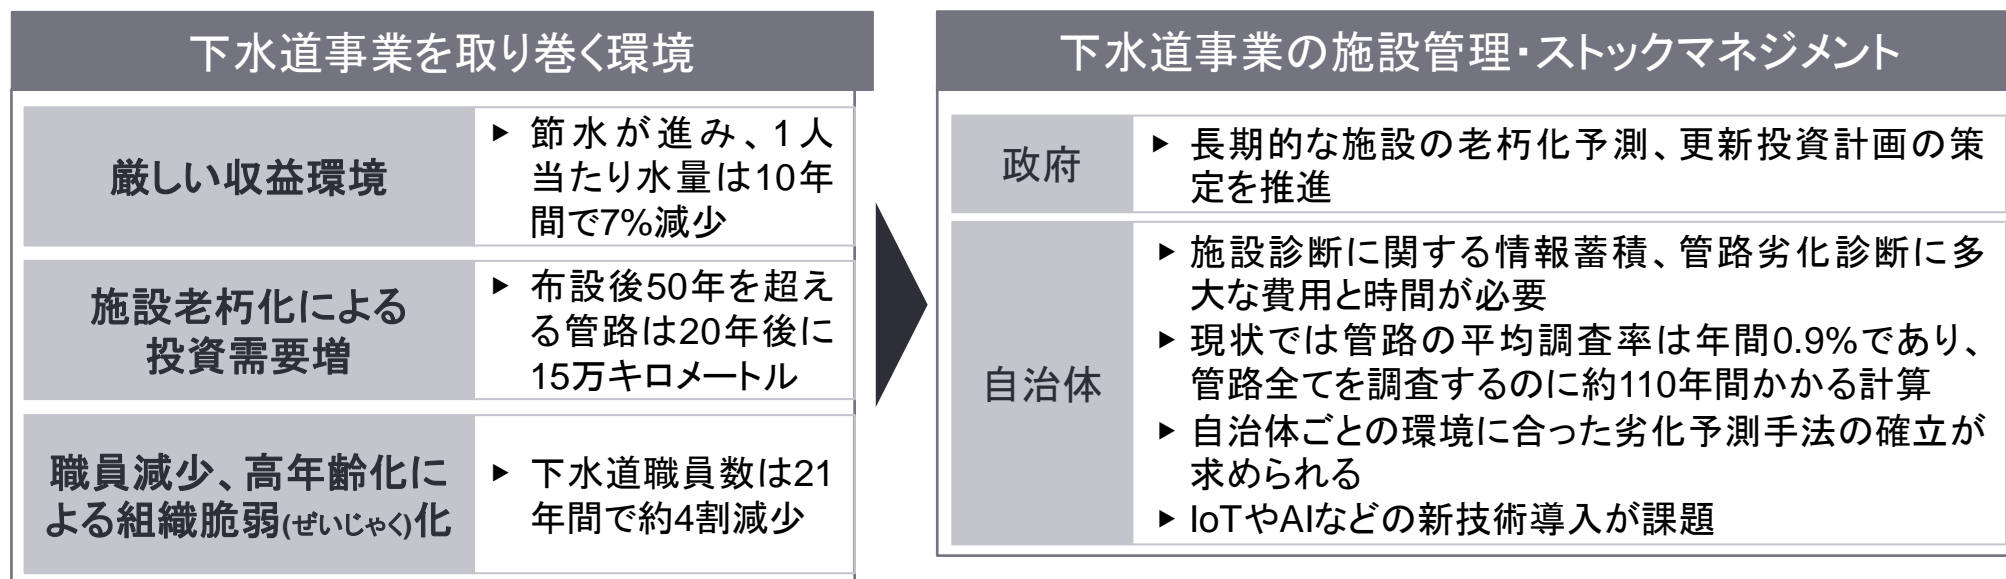 下水道事業を取り巻く環境
厳しい収益環境
▶ 節水が進み、1人
当たり水量は10年
間で7%減少
施設老朽化による
投資需要増
▶ 布設後50年を超え
る管路は20年後に
15万キロメートル
職員減少、高年齢化に
よる組織脆弱(ぜいじゃく)化
▶ 下水道職員数は21
年間で約4割減少
下水道事業の施設管理・ストックマネジメント
政府
▶ 長期的な施設の老朽化予測、更新投資計画の策
定を推進
自治体
▶ 施設診断に関する情報蓄積、管路劣化診断に多
大な費用と時間が必要
▶ 現状では管路の平均調査率は年間0.9%であり、
管路全てを調査するのに約110年間かかる計算
▶ 自治体ごとの環境に合った劣化予測手法の確立が
求められる
▶ IoTやAIなどの新技術導入が課題